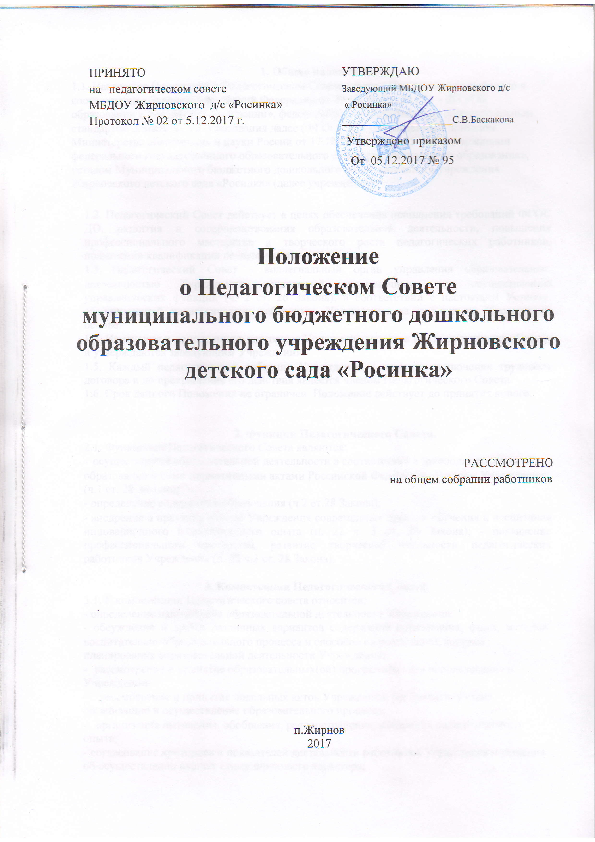 ПРИНЯТО
на педагогическом совете
МБДОУ Жирновского д/с «Росинка»
Протокол № 02 от 5.12.2017 г.
УТВЕРЖДАЮ
Заведующий МБДОУ Жирновского д/с
«Росинка»
С.В.Баскакова
Утверждено приказом
От 05.12.2017 № 95
Положение
о Педагогическом Совете
муниципального бюджетного дошкольного
образовательного учреждения Жирновского
детского сада «Росинка»
РАССМОТРЕНО
на общем собрании работников
п.Жирнов
2017